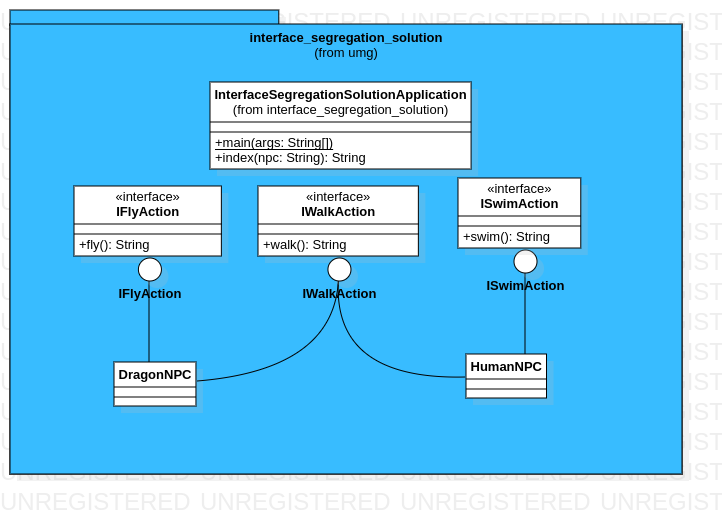 interface_segregation_solution
(from umg)
InterfaceSegregationSolutionApplication
(from interface_segregation_solution)
+main(args: String[])
+index(npc: String): String
«interface»
IFlyAction
+fly(): String
«interface»
IWalkAction
+walk(): String
«interface»
ISwimAction
+swim(): String
IFlyAction
IWalkAction
ISwimAction
DragonNPC
HumanNPC
UNREGISTERED UNREGISTERED UNREGISTERED UNREGIST